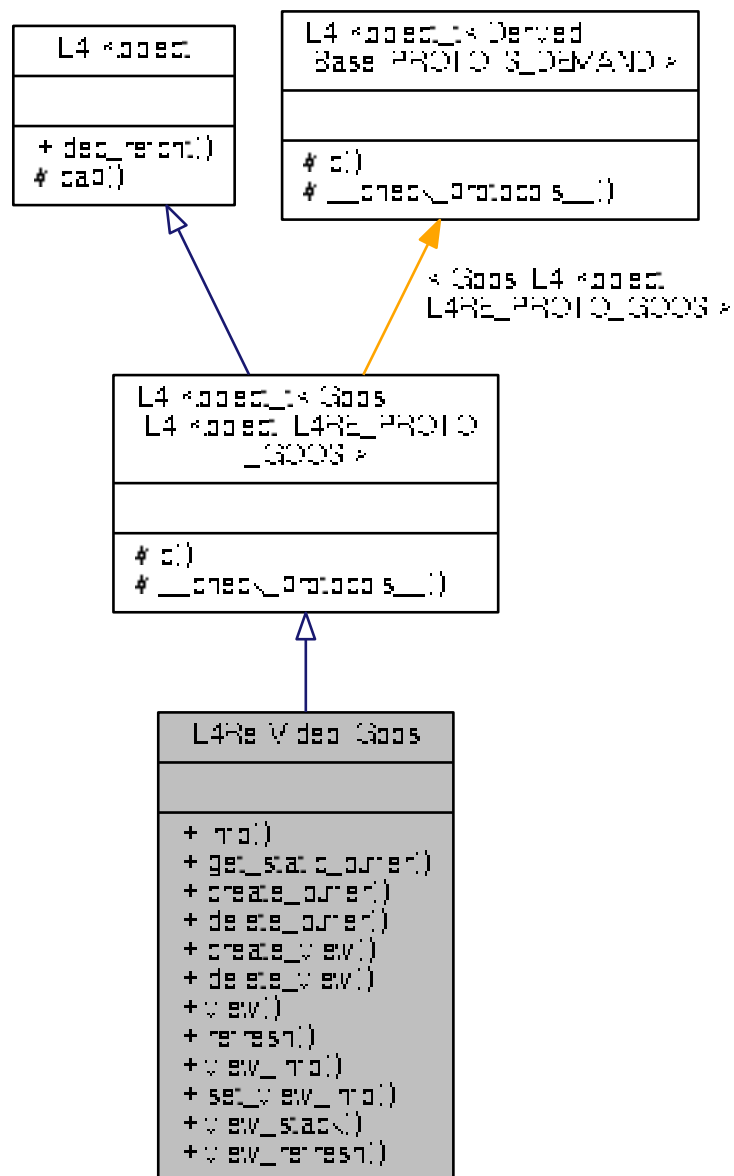 L4::Kobject
+ dec_refcnt()
# cap()
L4::Kobject_t< Derived,
Base, PROTO, S_DEMAND >
# c()
# __check_protocols__()
< Goos, L4::Kobject,
L4RE_PROTO_GOOS >
L4::Kobject_t< Goos,
L4::Kobject, L4RE_PROTO
_GOOS >
# c()
# __check_protocols__()
L4Re::Video::Goos
+ info()
+ get_static_buffer()
+ create_buffer()
+ delete_buffer()
+ create_view()
+ delete_view()
+ view()
+ refresh()
+ view_info()
+ set_view_info()
+ view_stack()
+ view_refresh()